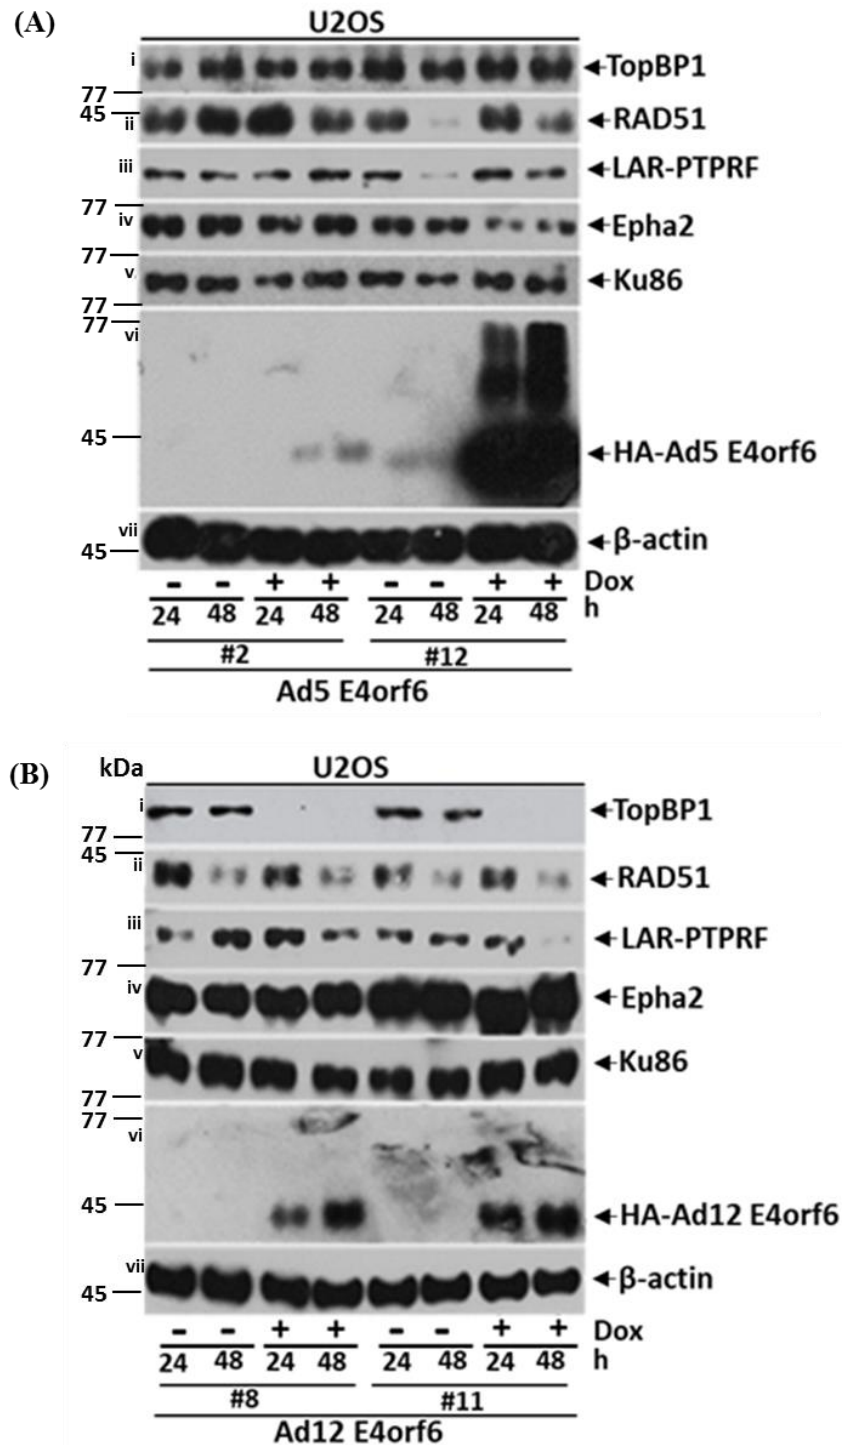 (A)
U2OS
i
TopBP1
77
45
ii
RAD51
iii
LAR-PTPRF
77
iv
Epha2
77
v
Ku86
77
77
vi
45
HA-Ad5 E4orf6
vii
β-actin
45
- - + + - - + + Dox
24 48 24 48 24 48 24 48 h
#2 #12
Ad5 E4orf6
(B)
kDa
U2OS
i
TopBP1
77
45
ii
RAD51
iii
LAR-PTPRF
77
iv
Epha2
77
v
Ku86
77
77
vi
45
HA-Ad12 E4orf6
vii
β-actin
45
- - + + - - + + Dox
24 48 24 48 24 48 24 48 h
#8 #11
Ad12 E4orf6